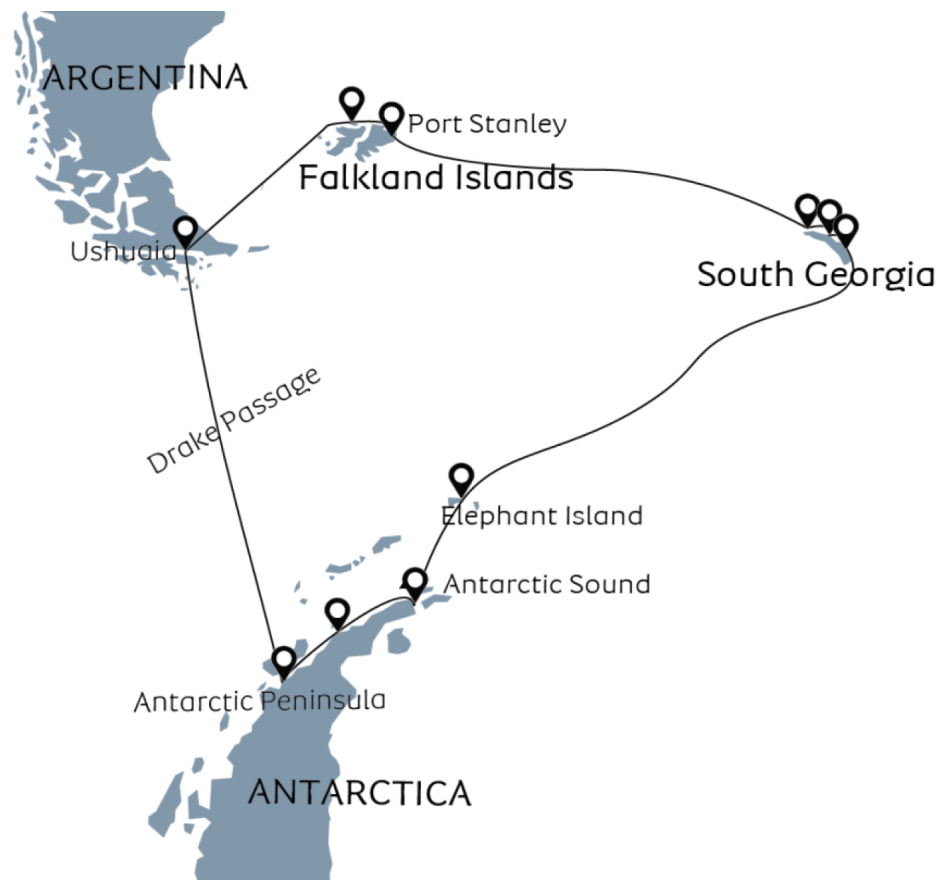 ARGENTINA
Port Stanley
Falkland Islands
Ushuaia
South Georgia
Drake Passage
Elephant Island
Antarctic Sound
Antarctic Peninsula
ANTARCTICA